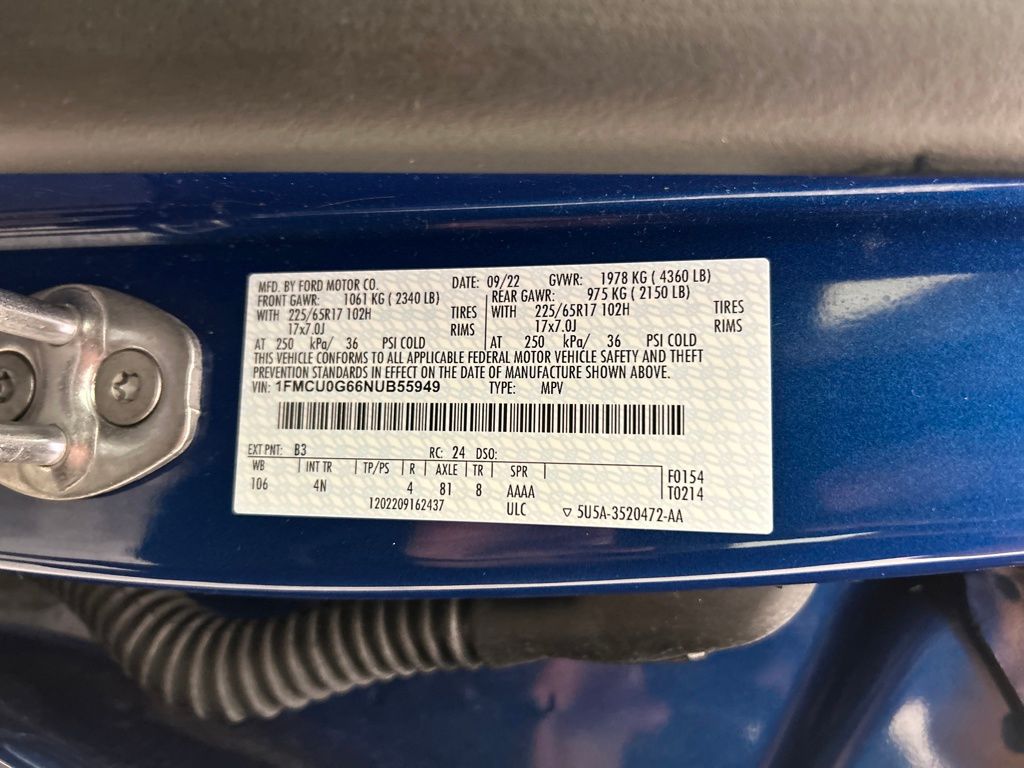 MFD. BY FORD MOTOR CO. DATE: 09/22 GVWR: 1978 KG ( 4360 LB)
FRONT GAWR: 1061 KG ( 2340 LB) REAR GAWR: 975 KG ( 2150 LB)
WITH 225/65R17 102H TIRES WITH 225/65R17 102H TIRES
17x7.0J RIMS 17x7.0J RIMS
AT 250 kPa/ 36 PSI COLD AT 250 kPa/ 36 PSI COLD
THIS VEHICLE CONFORMS TO ALL APPLICABLE FEDERAL MOTOR VEHICLE SAFETY AND THEFT
PREVENTION STANDARDS IN EFFECT ON THE DATE OF MANUFACTURE SHOWN ABOVE.
VIN: 1FMCU0G66NUB55949 TYPE: MPV
EXT PNT: B3 RC: 24 DSO:
WB INT TR TP/PS R AXLE TR SPR F0154
106 4N 4 81 8 AAAA T0214
1202209162437 ULC ▽ 5U5A-3520472-AA